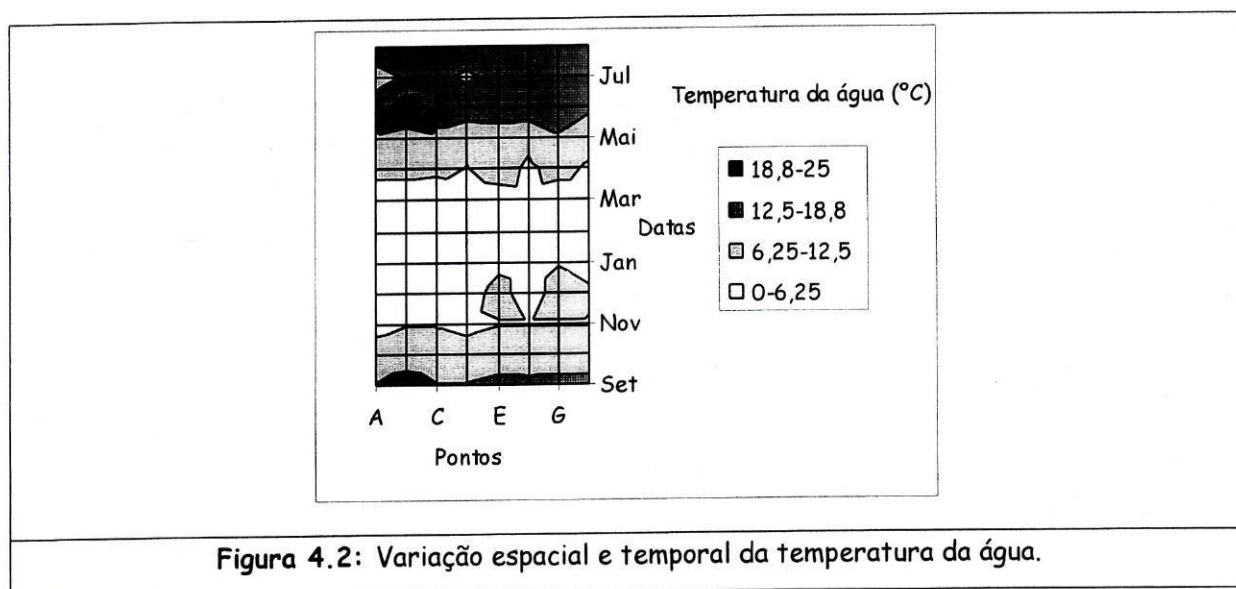 Jul
Mai
Mar
Jan
Nov
Set
Datas
A C E G
Pontos
Temperatura da água (°C)
18,8-25
12,5-18,8
6,25-12,5
0-6,25
Figura 4.2: Variação espacial e temporal da temperatura da água.